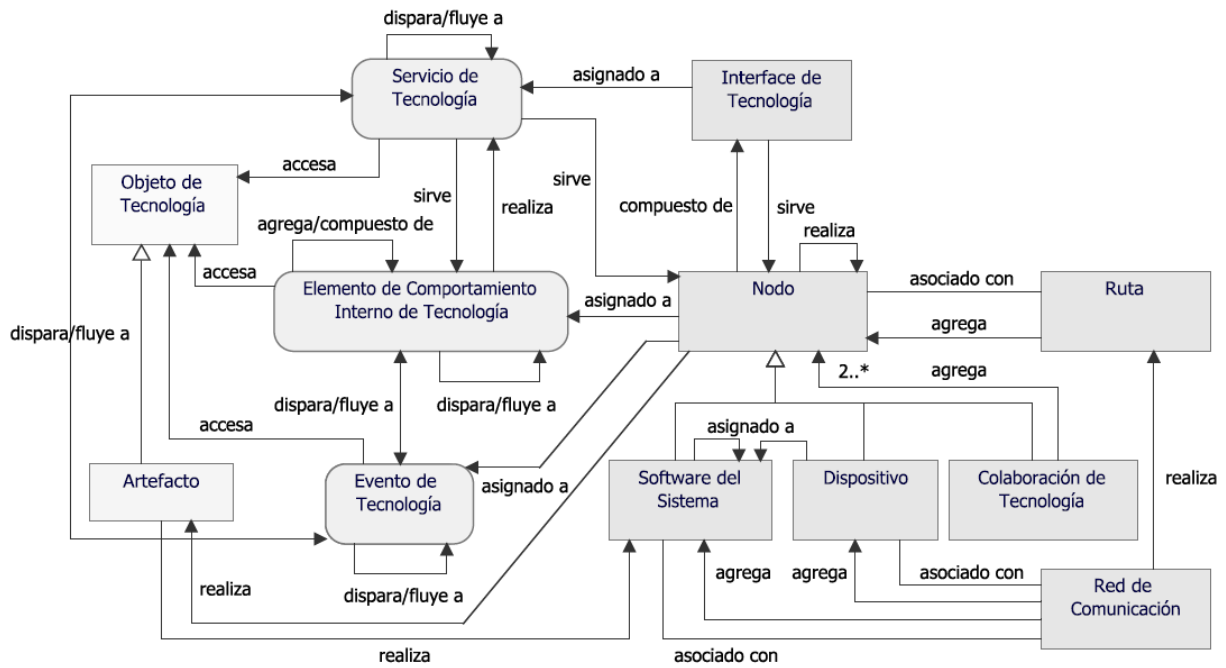 dispara/fluye a
Servicio de
Tecnología
asignado a
Interface de
Tecnología
accesa
Objeto de
Tecnología
sirve
realiza
sirve
compuesto de
sirve
realiza
agrega/compuesto de
accesa
Elemento de Comportamiento
Interno de Tecnología
asignado a
Nodo
asociado con
Ruta
agrega
dispara/fluye a
2..*
agrega
dispara/fluye a
dispara/fluye a
accesa
asignado a
Artefacto
Evento de
Tecnología
asignado a
Software del
Sistema
Dispositivo
Colaboración de
Tecnología
realiza
realiza
dispara/fluye a
agrega
agrega
asociado con
Red de
Comunicación
realiza
asociado con